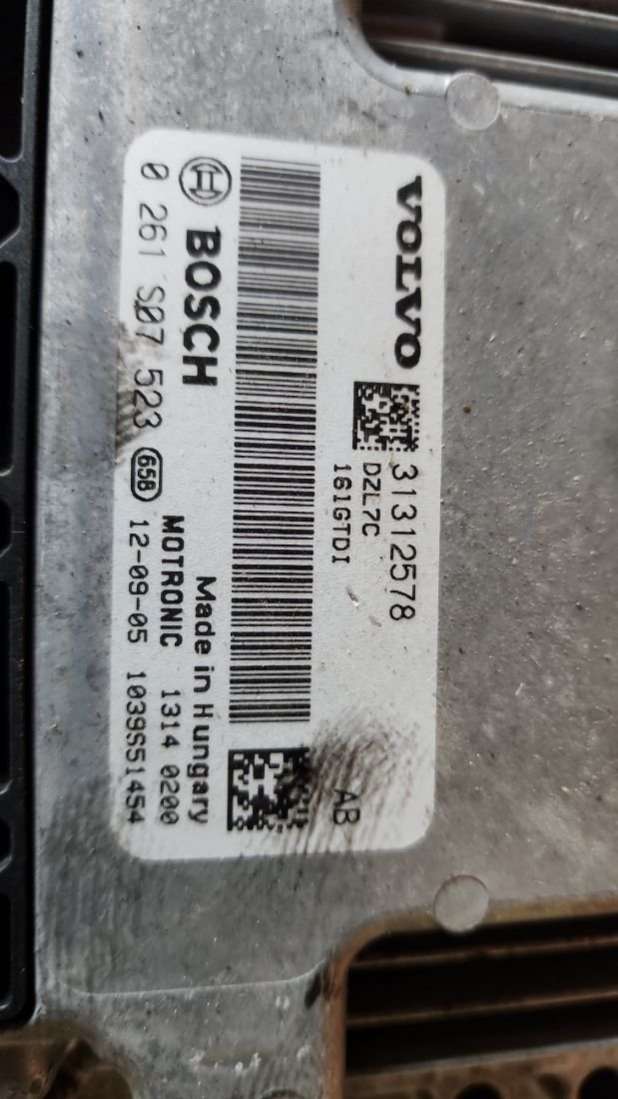 VOLVO
31312578
DZL7C
161GTDI
AB
BOSCH
Made in Hungary
0 261 S07 523
65B
MOTRONIC 1314 0200
12-09-05 1039S51454